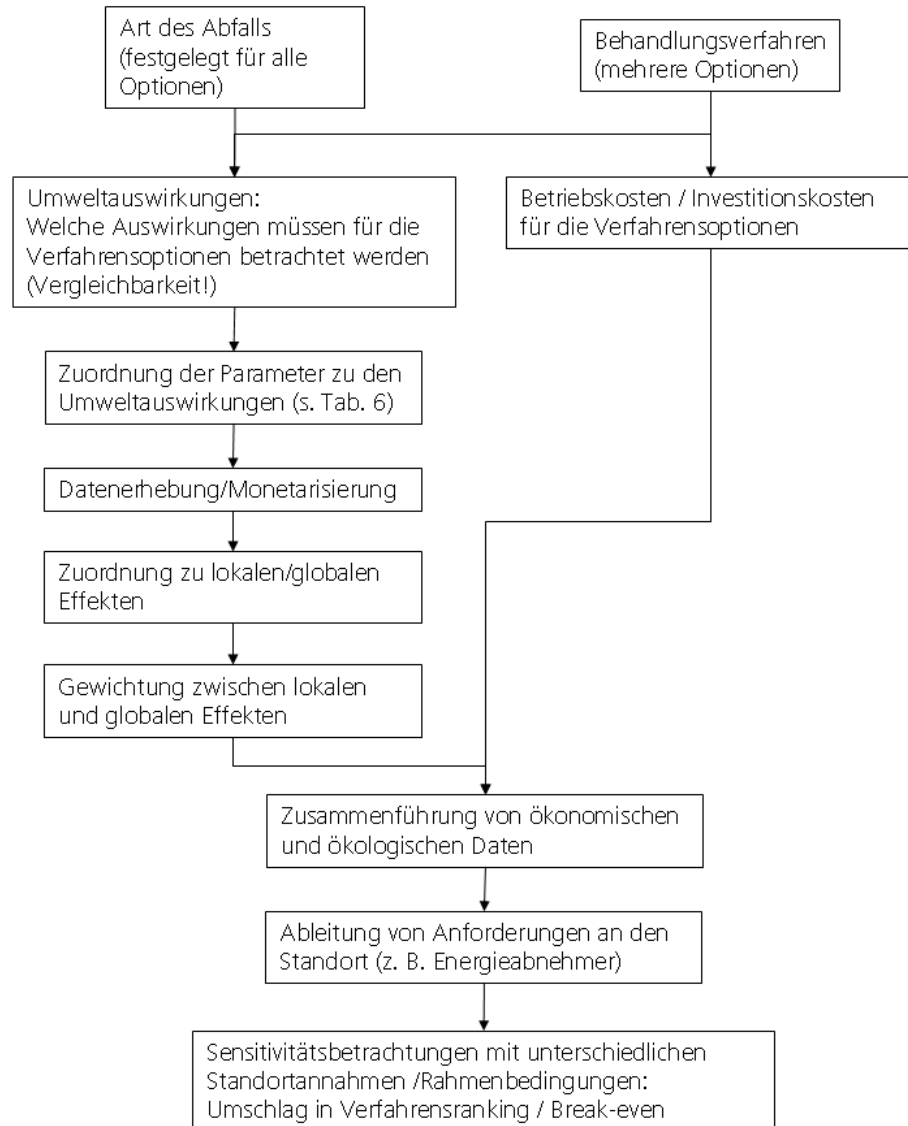 Art des Abfalls
(festgelegt für alle
Optionen)
Behandlungsverfahren
(mehrere Optionen)
Umweltauswirkungen:
Welche Auswirkungen müssen für die
Verfahrensoptionen betrachtet werden
(Vergleichbarkeit!)
Betriebskosten / Investitionskosten
für die Verfahrensoptionen
Zuordnung der Parameter zu den
Umweltauswirkungen (s. Tab. 6)
Datenerhebung/Monetarisierung
Zuordnung zu lokalen/globalen
Effekten
Gewichtung zwischen lokalen
und globalen Effekten
Zusammenführung von ökonomischen
und ökologischen Daten
Ableitung von Anforderungen an den
Standort (z. B. Energieabnehmer)
Sensitivitätsbetrachtungen mit unterschiedlichen
Standortannahmen /Rahmenbedingungen:
Umschlag in Verfahrensranking / Break-even